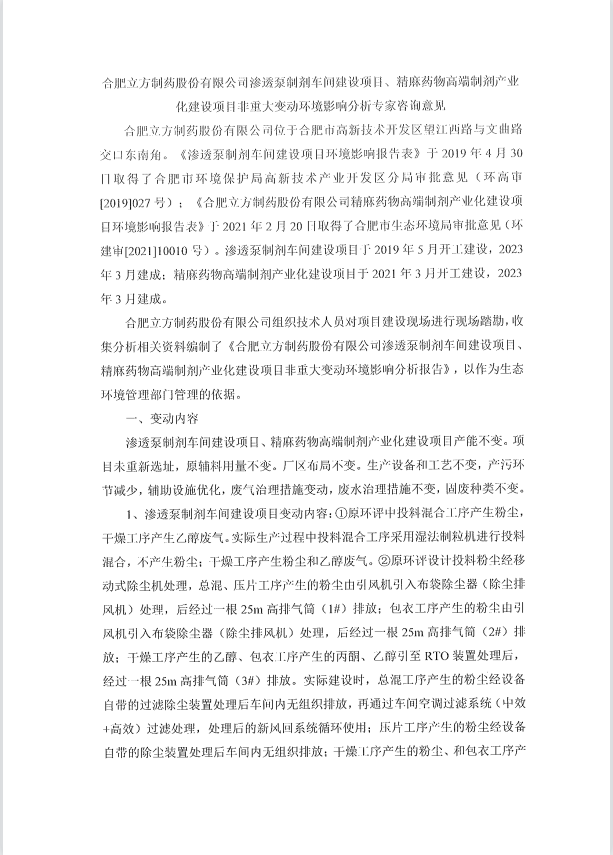 合肥立方制药股份有限公司渗透泵制剂车间建设项目、精麻药物高端制剂产业
化建设项目非重大变动环境影响分析专家咨询意见
合肥立方制药股份有限公司位于合肥市高新技术开发区望江西路与文曲路
交口东南角。《渗透泵制剂车间建设项目环境影响报告表》于 2019 年 4 月 30
日取得了合肥市环境保护局高新技术产业开发区分局审批意见（环高审
[2019]027 号）；《合肥立方制药股份有限公司精麻药物高端制剂产业化建设项
目环境影响报告表》于 2021 年 2 月 20 日取得了合肥市生态环境局审批意见（环
建审[2021]10010 号）。渗透泵制剂车间建设项目于 2019 年 5 月开工建设，2023
年 3 月建成；精麻药物高端制剂产业化建设项目于 2021 年 3 月开工建设，2023
年 3 月建成。
合肥立方制药股份有限公司组织技术人员对项目建设现场进行现场踏勘，收
集分析相关资料编制了《合肥立方制药股份有限公司渗透泵制剂车间建设项目、
精麻药物高端制剂产业化建设项目非重大变动环境影响分析报告》，以作为生态
环境管理部门管理的依据。
一、变动内容
渗透泵制剂车间建设项目、精麻药物高端制剂产业化建设项目产能不变。项
目未重新选址，原辅料用量不变。厂区布局不变。生产设备和工艺不变，产污环
节减少，辅助设施优化，废气治理措施变动，废水治理措施不变，固废种类不变。
1、渗透泵制剂车间建设项目变动内容：①原环评中投料混合工序产生粉尘，
干燥工序产生乙醇废气。实际生产过程中投料混合工序采用湿法制粒机进行投料
混合，不产生粉尘；干燥工序产生粉尘和乙醇废气。②原环评设计投料粉尘经移
动式除尘机处理，总混、压片工序产生的粉尘由引风机引入布袋除尘器（除尘排
风机）处理，后经过一根 25m 高排气筒（1#）排放；包衣工序产生的粉尘由引
风机引入布袋除尘器（除尘排风机）处理，后经过一根 25m 高排气筒（2#）排
放；干燥工序产生的乙醇、包衣工序产生的丙酮、乙醇引至 RTO 装置处理后，
经过一根 25m 高排气筒（3#）排放。实际建设时，总混工序产生的粉尘经设备
自带的过滤除尘装置处理后车间内无组织排放，再通过车间空调过滤系统（中效
+高效）过滤处理，处理后的新风回系统循环使用；压片工序产生的粉尘经设备
自带的除尘装置处理后车间内无组织排放；干燥工序产生的粉尘、和包衣工序产